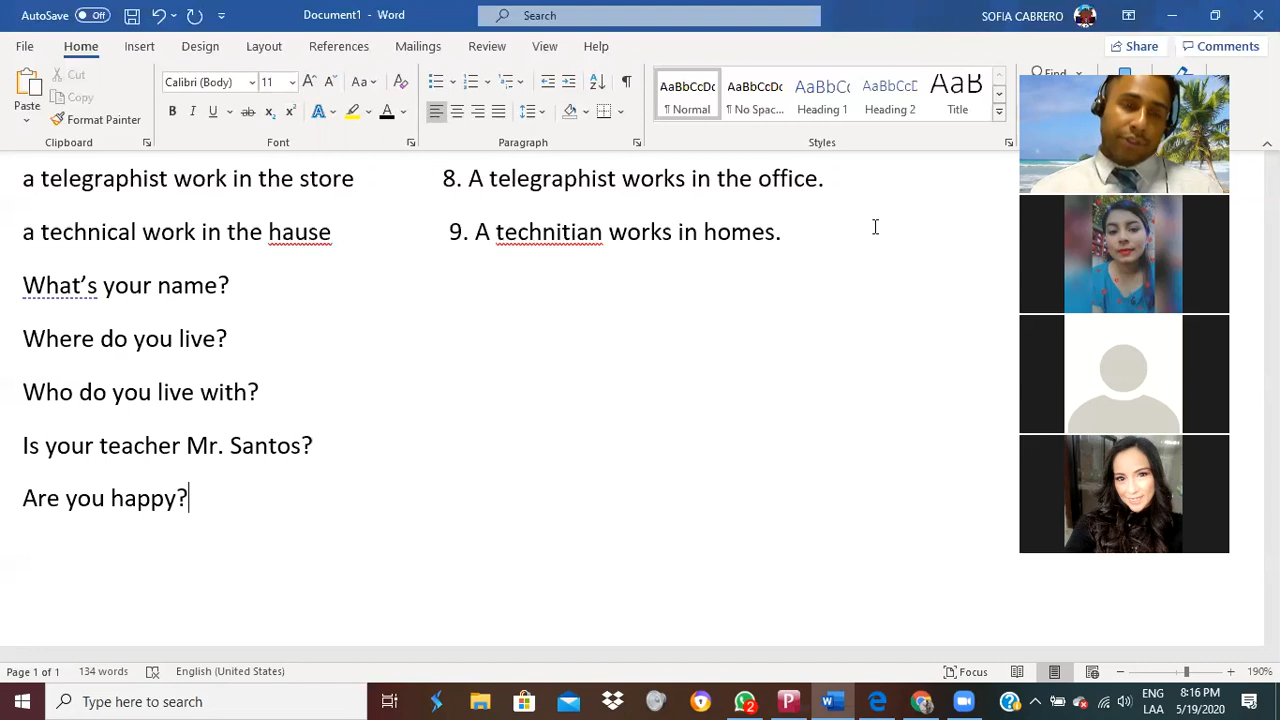 AutoSave Off Document1 - Word Search SOFIA CABRERO
File Home Insert Design Layout References Mailings Review View Help Share Comments
Paste Cut Copy Format Painter
Calibri (Body) 11
AaBbCcDc AaBbCcDc AaBbCc AaBbCcD AaB
¶ Normal ¶ No Spac... Heading 1 Heading 2 Title
Find
Clipboard Font Paragraph Styles
a telegraphist work in the store 8. A telegraphist works in the office.
a technical work in the hause 9. A technitian works in homes.
What's your name?
Where do you live?
Who do you live with?
Is your teacher Mr. Santos?
Are you happy?
Page 1 of 1 134 words English (United States) Focus 190%
Type here to search 2 ENG 8:16 PM
LAA 5/19/2020